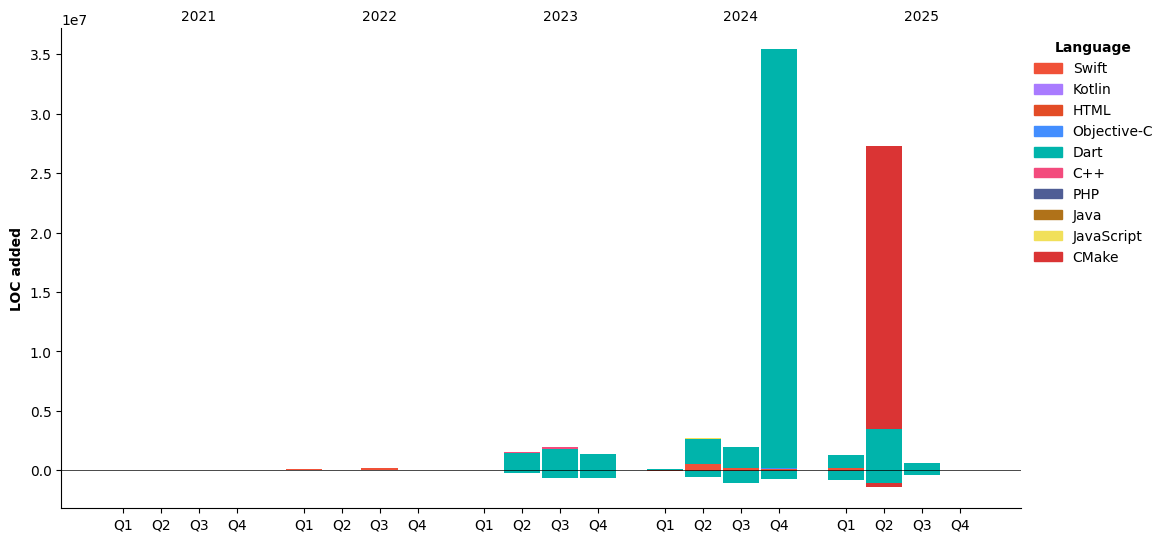 2021 2022 2023 2024 2025
1e7
3.5
3.0
2.5
2.0
1.5
1.0
0.5
0.0
LOC added
Q1 Q2 Q3 Q4 Q1 Q2 Q3 Q4 Q1 Q2 Q3 Q4 Q1 Q2 Q3 Q4 Q1 Q2 Q3 Q4
Language
Swift
Kotlin
HTML
Objective-C
Dart
C++
PHP
Java
JavaScript
CMake